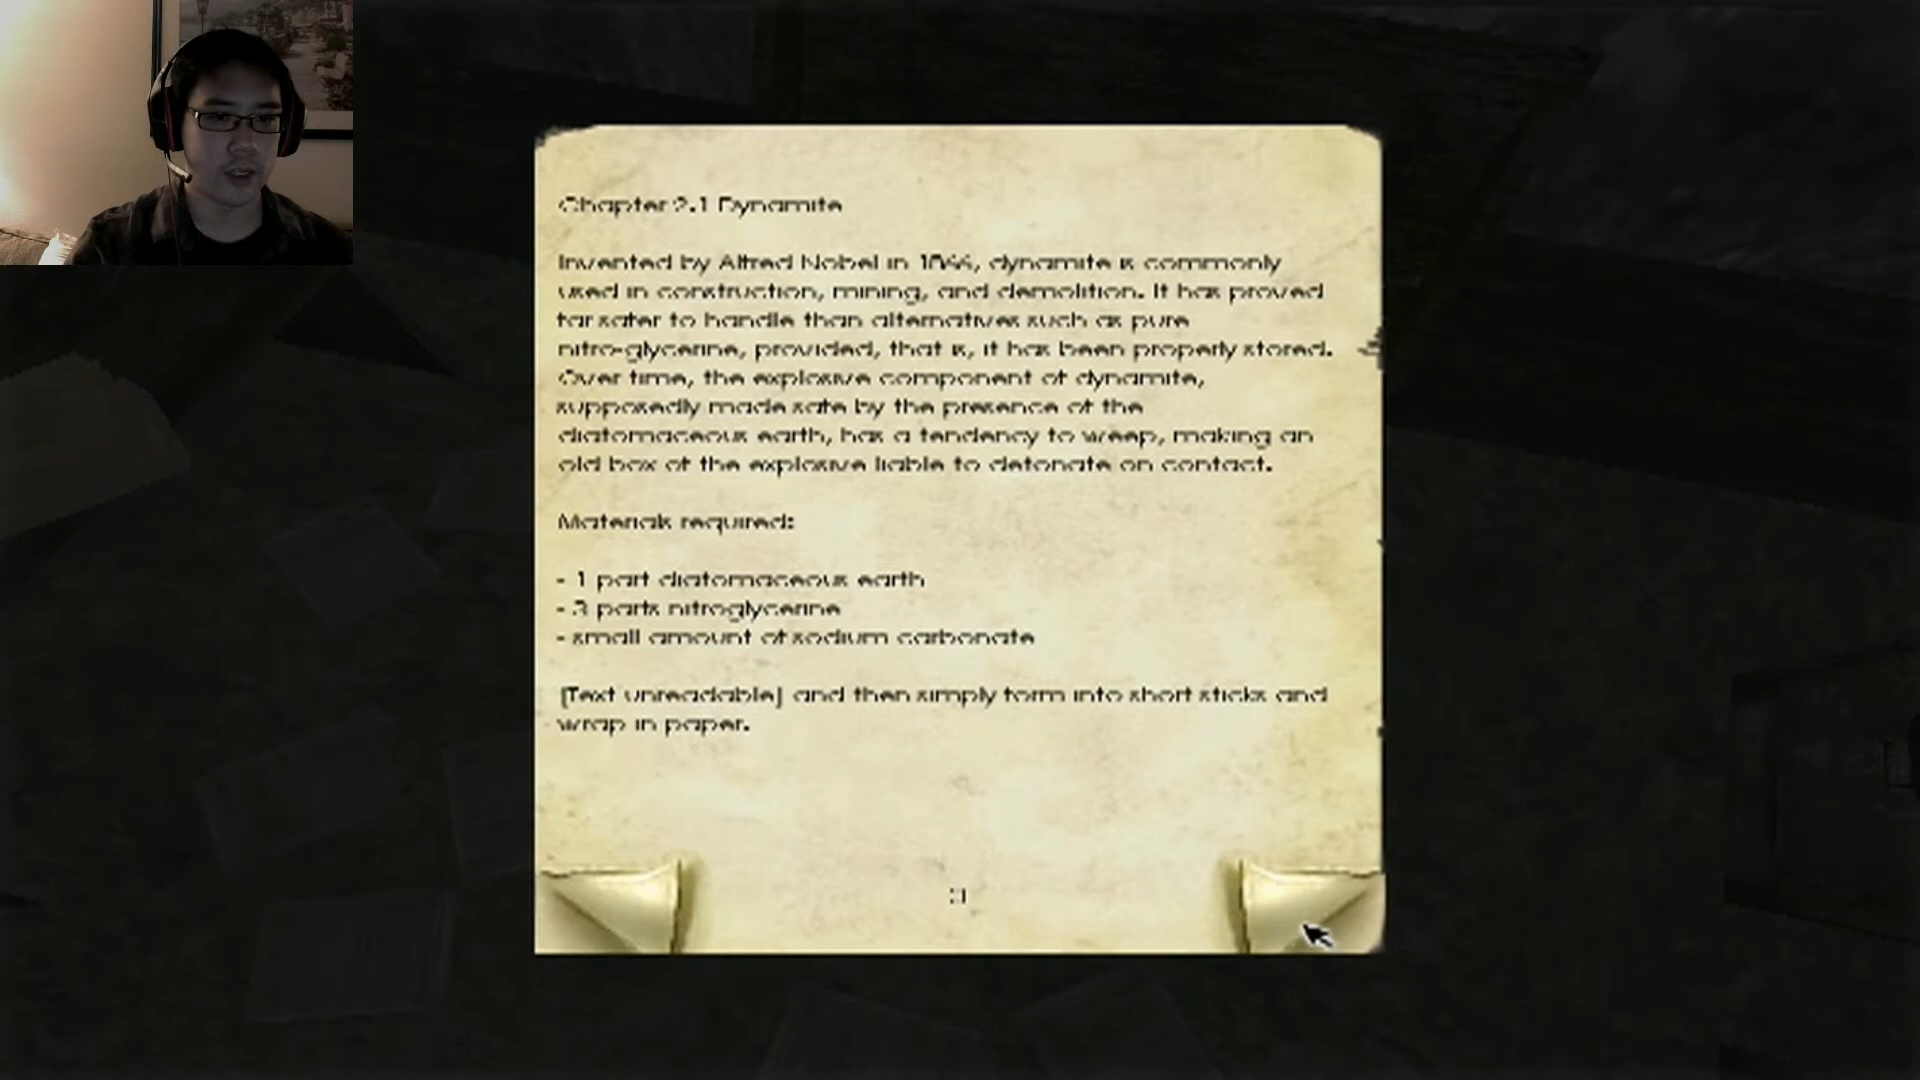 Chapter 2.1 Dynamite
Invented by Alfred Nobel in 1866, dynamite is commonly
used in construction, mining, and demolition. It has proved
far safer to handle than alternatives such as pure
nitro-glycerine, provided, that is, it has been properly stored.
Over time, the explosive component of dynamite,
supposedly made safe by the presence of the
diatomaceous earth, has a tendency to weep, making an
old box of the explosive liable to detonate on contact.
Materials required:
- 1 part diatomaceous earth
- 3 parts nitroglycerine
- small amount of sodium carbonate
[Text unreadable] and then simply form into short sticks and
wrap in paper.